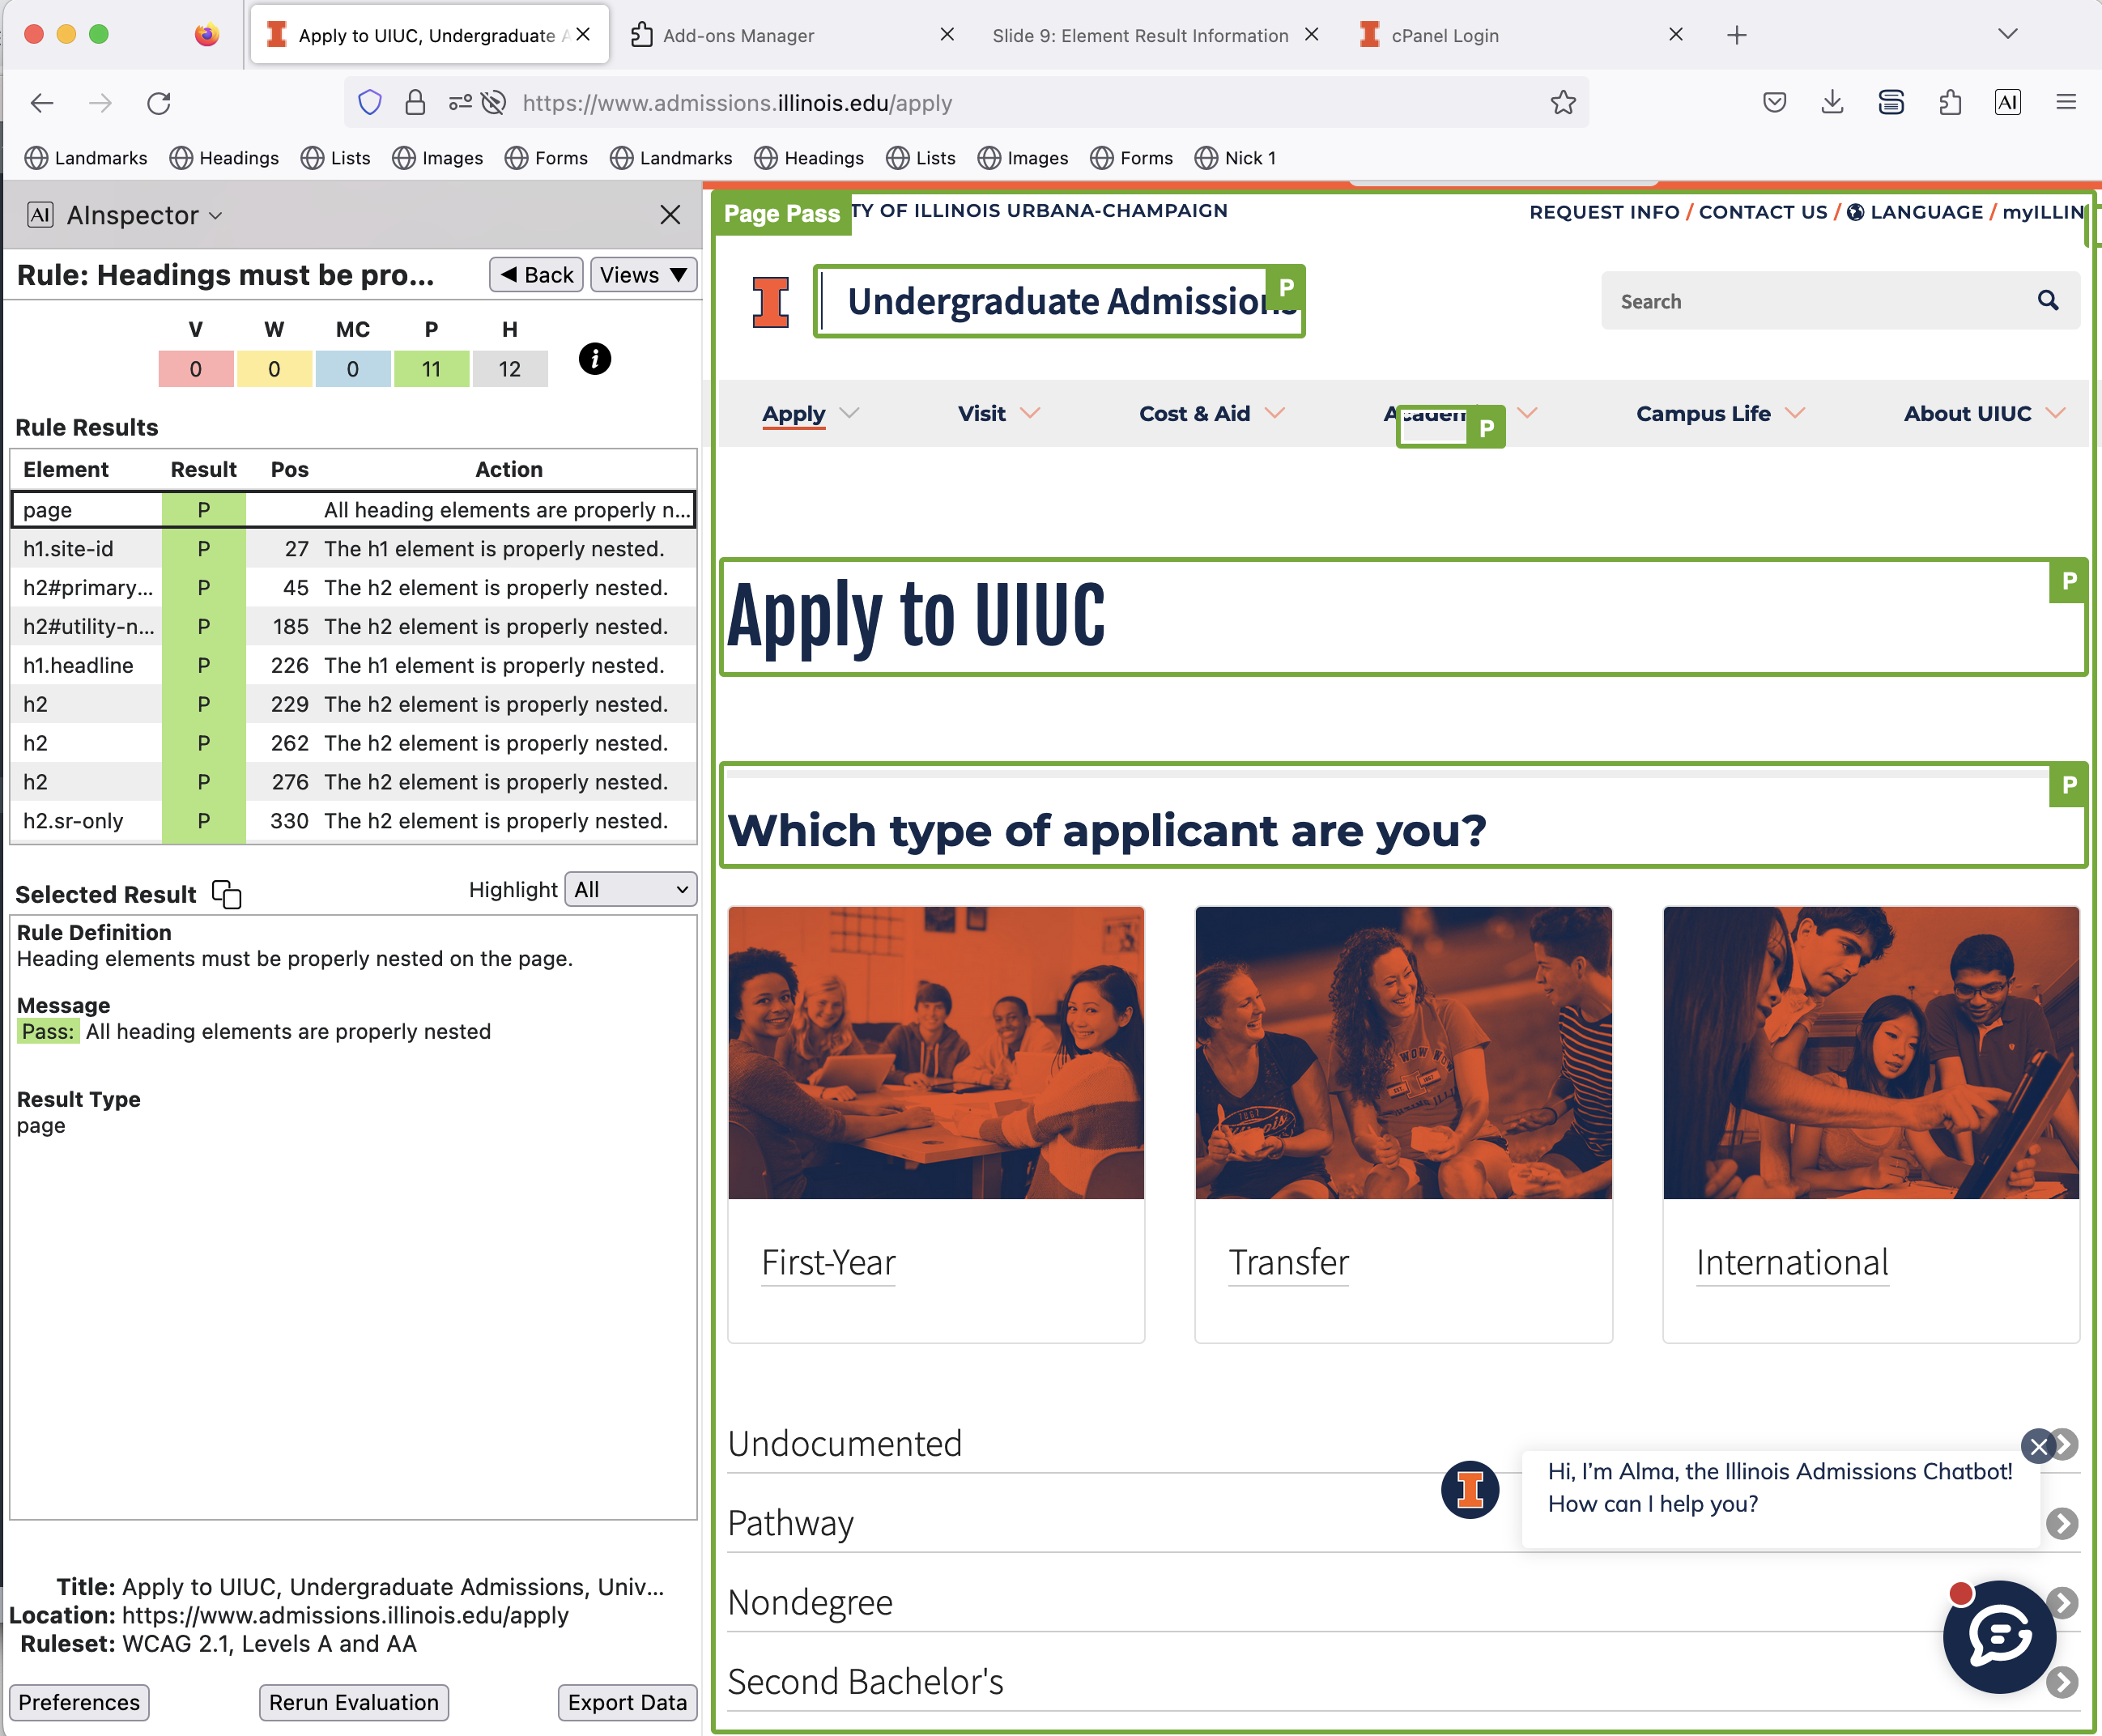 Apply to UIUC, Undergraduate A
Add-ons Manager
Slide 9: Element Result Information
cPanel Login
https://www.admissions.illinois.edu/apply
AI
Landmarks
Headings
Lists
Images
Forms
Landmarks
Headings
Lists
Images
Forms
Nick 1
AI AInspector
Rule: Headings must be pro...
◀ Back
Views ▼
V W MC P H
0 0 0 11 12
i
Rule Results
Element Result Pos Action
page P All heading elements are properly n...
h1.site-id P 27 The h1 element is properly nested.
h2#primary... P 45 The h2 element is properly nested.
h2#utility-n... P 185 The h2 element is properly nested.
h1.headline P 226 The h1 element is properly nested.
h2 P 229 The h2 element is properly nested.
h2 P 262 The h2 element is properly nested.
h2 P 276 The h2 element is properly nested.
h2.sr-only P 330 The h2 element is properly nested.
Selected Result
Highlight All
Rule Definition
Heading elements must be properly nested on the page.
Message
Pass: All heading elements are properly nested
Result Type
page
Title: Apply to UIUC, Undergraduate Admissions, Univ...
Location: https://www.admissions.illinois.edu/apply
Ruleset: WCAG 2.1, Levels A and AA
Preferences
Rerun Evaluation
Export Data
Page Pass
TY OF ILLINOIS URBANA-CHAMPAIGN
REQUEST INFO / CONTACT US / LANGUAGE / myILLIN
Undergraduate Admissions
P
Search
Apply
Visit
Cost & Aid
Academ
P
Campus Life
About UIUC
Apply to UIUC
P
Which type of applicant are you?
P
First-Year
Transfer
International
Undocumented
Pathway
Nondegree
Second Bachelor's
Hi, I'm Alma, the Illinois Admissions Chatbot!
How can I help you?